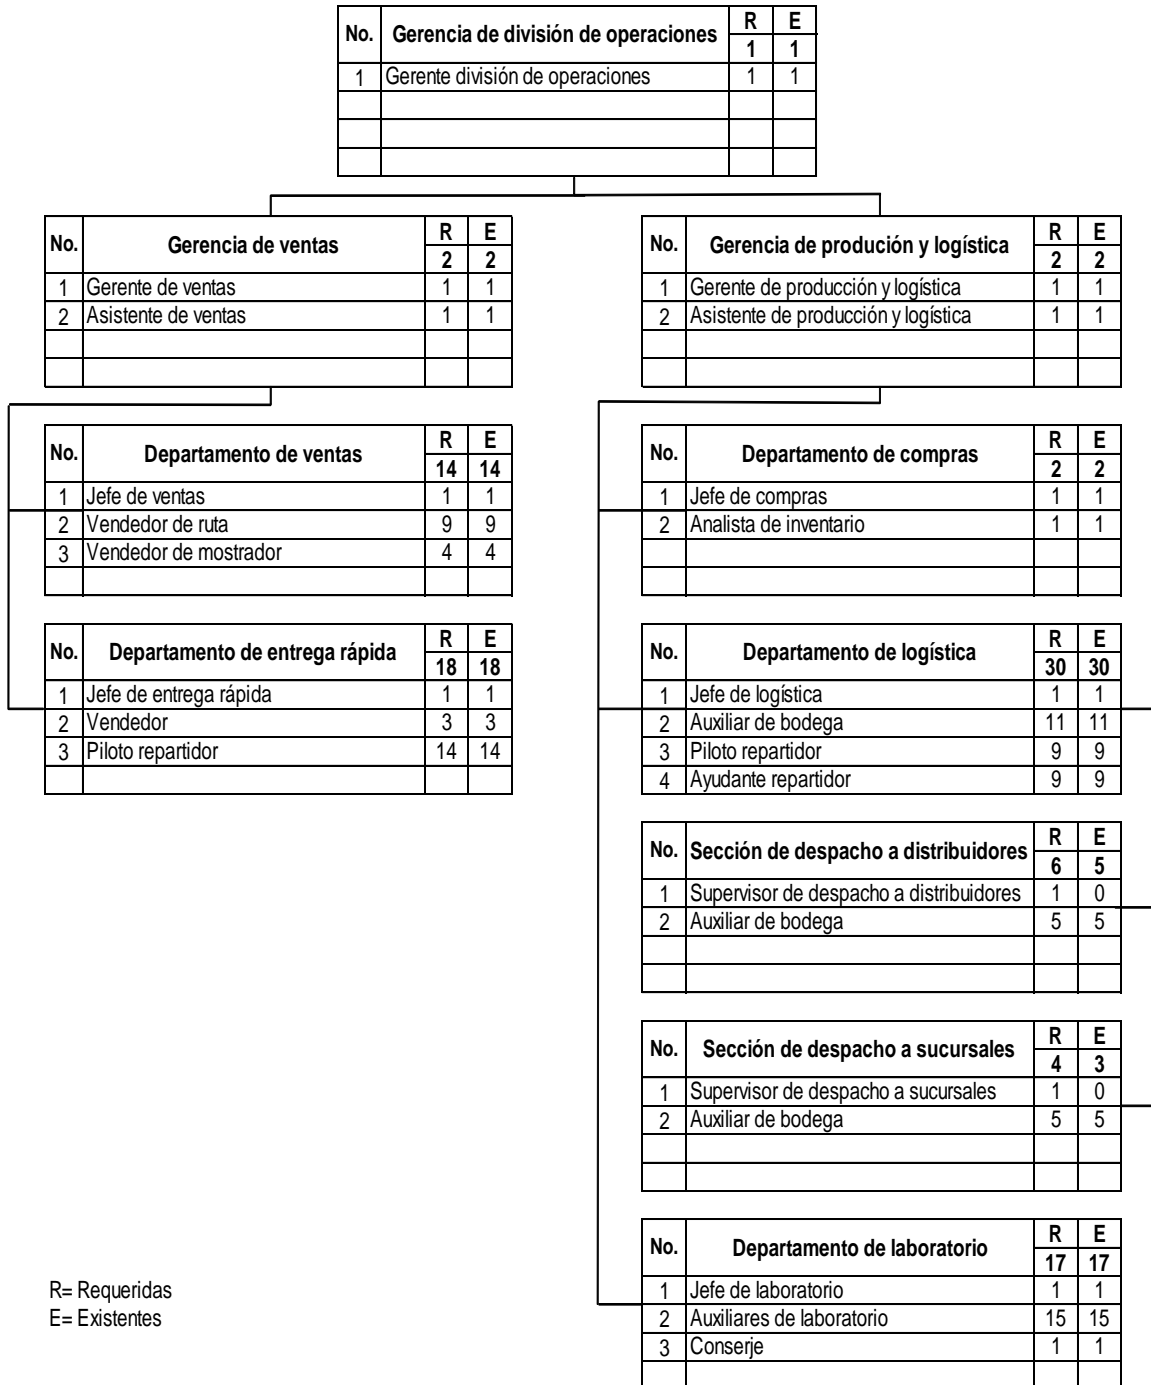 No. Gerencia de división de operaciones R E
1 1
1 Gerente división de operaciones 1 1
No. Gerencia de ventas R E
2 2
1 Gerente de ventas 1 1
2 Asistente de ventas 1 1
No. Gerencia de produción y logística R E
2 2
1 Gerente de producción y logística 1 1
2 Asistente de producción y logística 1 1
No. Departamento de ventas R E
14 14
1 Jefe de ventas 1 1
2 Vendedor de ruta 9 9
3 Vendedor de mostrador 4 4
No. Departamento de compras R E
2 2
1 Jefe de compras 1 1
2 Analista de inventario 1 1
No. Departamento de entrega rápida R E
18 18
1 Jefe de entrega rápida 1 1
2 Vendedor 3 3
3 Piloto repartidor 14 14
No. Departamento de logística R E
30 30
1 Jefe de logística 1 1
2 Auxiliar de bodega 11 11
3 Piloto repartidor 9 9
4 Ayudante repartidor 9 9
No. Sección de despacho a distribuidores R E
6 5
1 Supervisor de despacho a distribuidores 1 0
2 Auxiliar de bodega 5 5
No. Sección de despacho a sucursales R E
4 3
1 Supervisor de despacho a sucursales 1 0
2 Auxiliar de bodega 5 5
No. Departamento de laboratorio R E
17 17
1 Jefe de laboratorio 1 1
2 Auxiliares de laboratorio 15 15
3 Conserje 1 1
R= Requeridas
E= Existentes